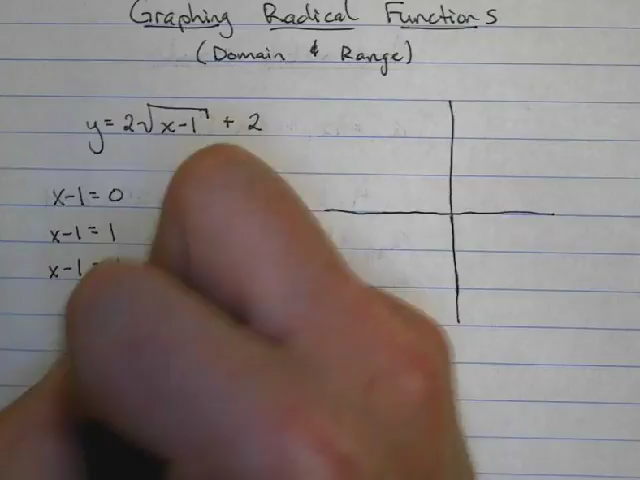 Graphing Radical Functions
(Domain & Range)
y = 2√x-1 + 2
x-1 = 0
x-1 = 1
x-1 =